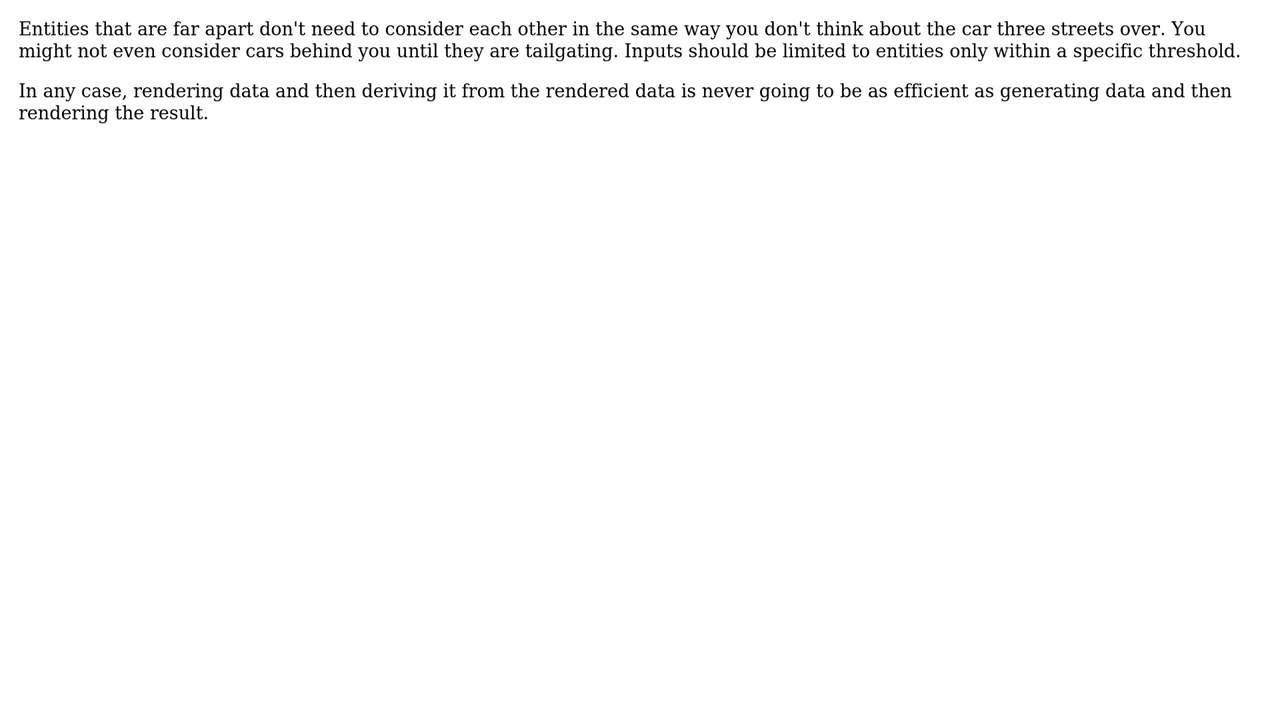 Entities that are far apart don't need to consider each other in the same way you don't think about the car three streets over. You
might not even consider cars behind you until they are tailgating. Inputs should be limited to entities only within a specific threshold.
In any case, rendering data and then deriving it from the rendered data is never going to be as efficient as generating data and then
rendering the result.